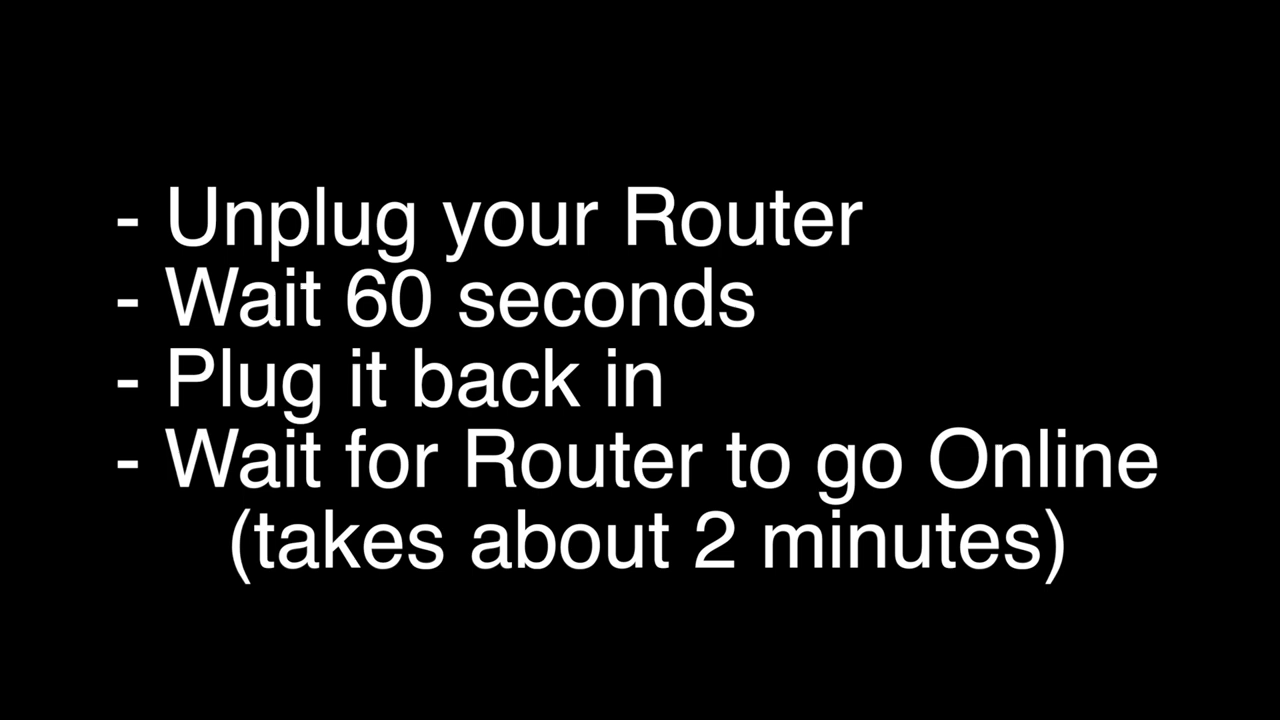 - Unplug your Router
- Wait 60 seconds
- Plug it back in
- Wait for Router to go Online
(takes about 2 minutes)